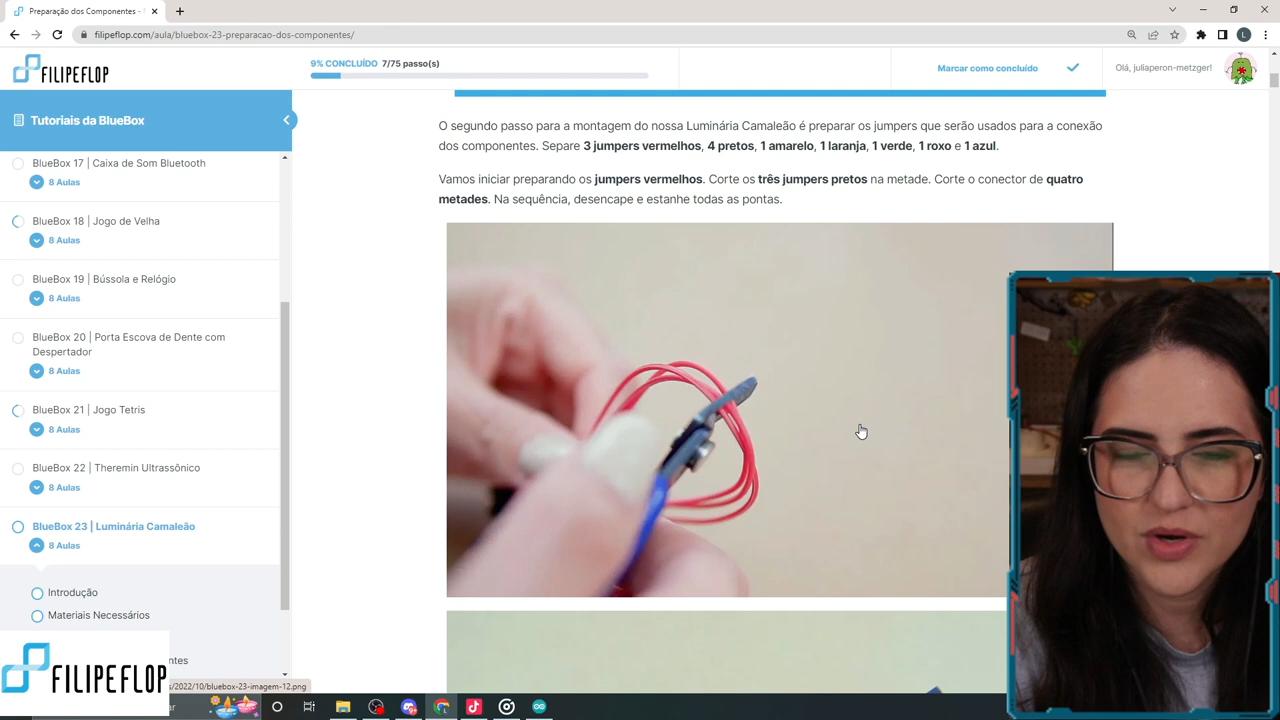 Preparação dos Componentes -
filipeflop.com/aula/bluebox-23-preparacao-dos-componentes/
L
FILIPEFLOP
9% CONCLUÍDO 7/75 passo(s)
Marcar como concluído
Olá, juliaperon-metzger!
Tutoriais da BlueBox
BlueBox 17 | Caixa de Som Bluetooth
8 Aulas
BlueBox 18 | Jogo de Velha
8 Aulas
BlueBox 19 | Bússola e Relógio
8 Aulas
BlueBox 20 | Porta Escova de Dente com
Despertador
8 Aulas
BlueBox 21 | Jogo Tetris
8 Aulas
BlueBox 22 | Theremin Ultrassônico
8 Aulas
BlueBox 23 | Luminária Camaleão
8 Aulas
Introdução
Materiais Necessários
O segundo passo para a montagem do nossa Luminária Camaleão é preparar os jumpers que serão usados para a conexão
dos componentes. Separe 3 jumpers vermelhos, 4 pretos, 1 amarelo, 1 laranja, 1 verde, 1 roxo e 1 azul.
Vamos iniciar preparando os jumpers vermelhos. Corte os três jumpers pretos na metade. Corte o conector de quatro
metades. Na sequência, desencape e estanhe todas as pontas.
FILIPEFLOP
s/2022/10/bluebox-23-imagem-12.png